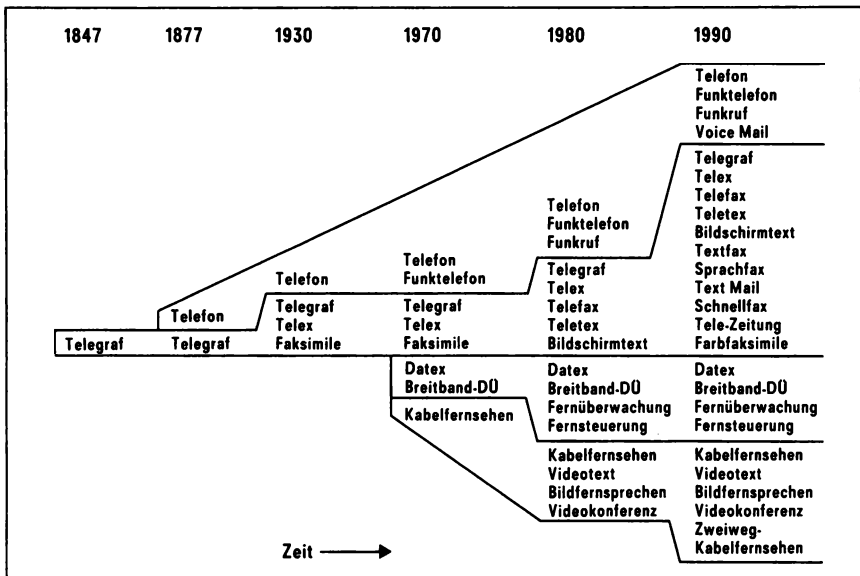 1847 1877 1930 1970 1980 1990
Telefon
Funktelefon
Funkruf
Voice Mail
Telegraf
Telex
Telefax
Teletex
Bildschirmtext
Textfax
Sprachfax
Text Mail
Schnellfax
Tele-Zeitung
Farbfaksimile
Telefon
Funktelefon
Funkruf
Telegraf
Telex
Telefax
Teletex
Bildschirmtext
Telefon
Funktelefon
Telegraf
Telex
Faksimile
Telefon
Telegraf
Telex
Faksimile
Telefon
Telegraf
Telegraf
Datex
Breitband-DÜ
Kabelfernsehen
Datex
Breitband-DÜ
Fernüberwachung
Fernsteuerung
Kabelfernsehen
Videotext
Bildfernsprechen
Videokonferenz
Datex
Breitband-DÜ
Fernüberwachung
Fernsteuerung
Kabelfernsehen
Videotext
Bildfernsprechen
Videokonferenz
Zweiweg-
Kabelfernsehen
Zeit